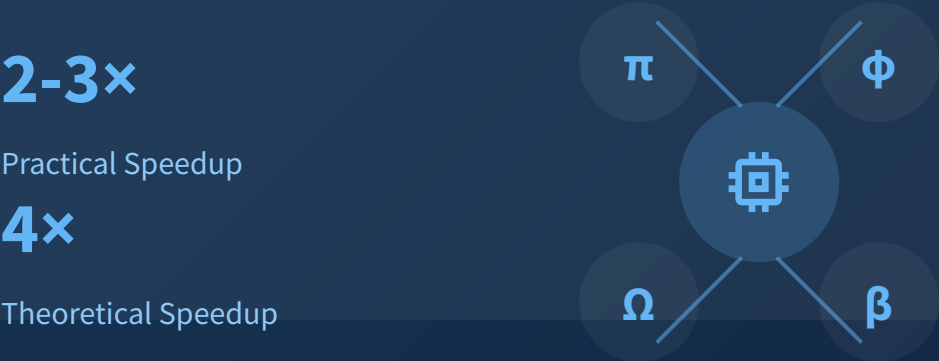 2-3×
Practical Speedup
4×
Theoretical Speedup
π
ϕ
Ω
β